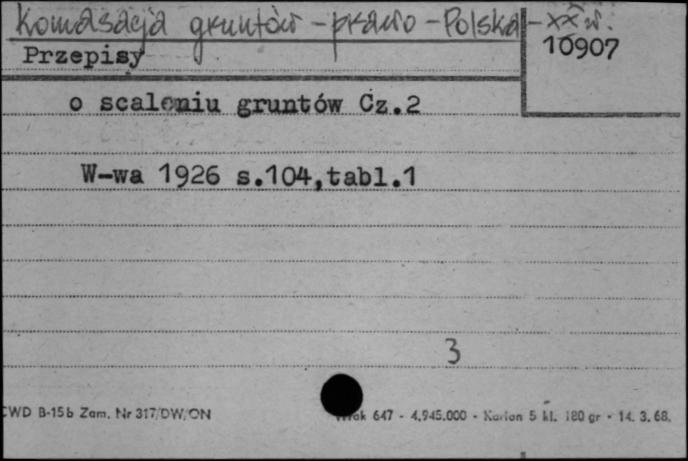 Komasacja gruntów - prawo - Polska - XX w.
10907
Przepisy
o scaleniu gruntów Cz.2
W-wa 1926 s.104,tabl.1
3
CWD B-15b Zam. Nr 317/DW/ON
647 - 4.945.000 - Karton 5 kl. 180 gr - 14. 3. 68.